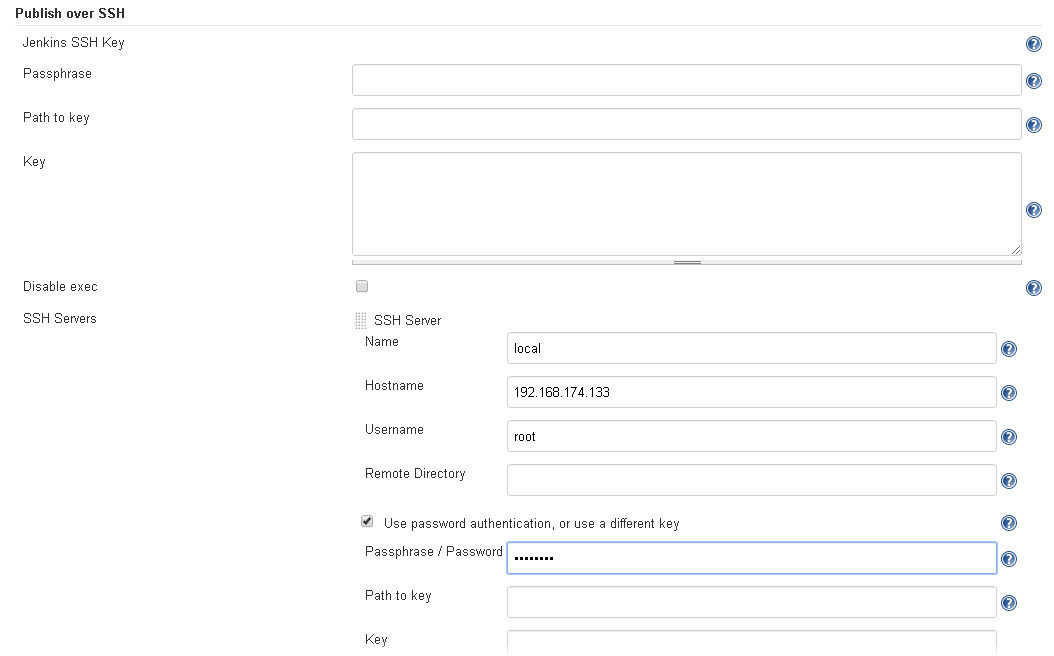 Publish over SSH
Jenkins SSH Key
Passphrase
Path to key
Key
Disable exec
SSH Servers
SSH Server
Name
local
Hostname
192.168.174.133
Username
root
Remote Directory
Use password authentication, or use a different key
Passphrase / Password
••••••••
Path to key
Key